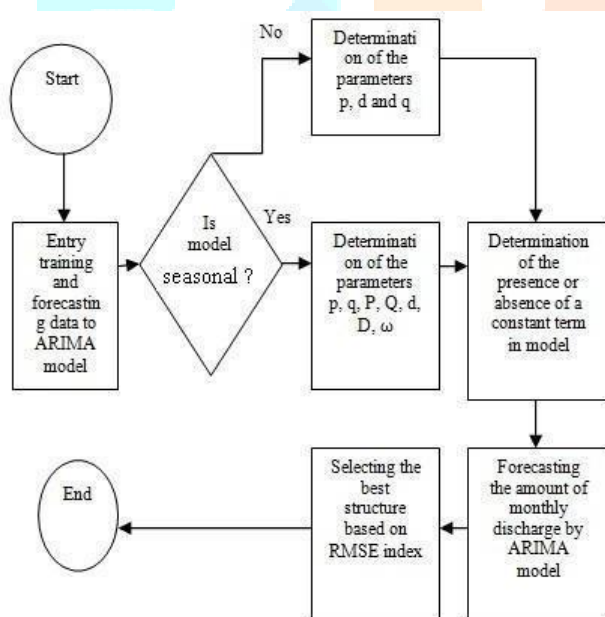 Start
Entry
training
and
forecastin
g data to
ARIMA
model
Is
model
seasonal ?
No
Determinati
on of the
parameters
p, d and q
Yes
Determinati
on of the
parameters
p, q, P, Q, d,
D, ω
Determination
of the
presence or
absence of a
constant term
in model
Forecasting
the amount of
monthly
discharge by
ARIMA
model
Selecting the
best
structure
based on
RMSE index
End